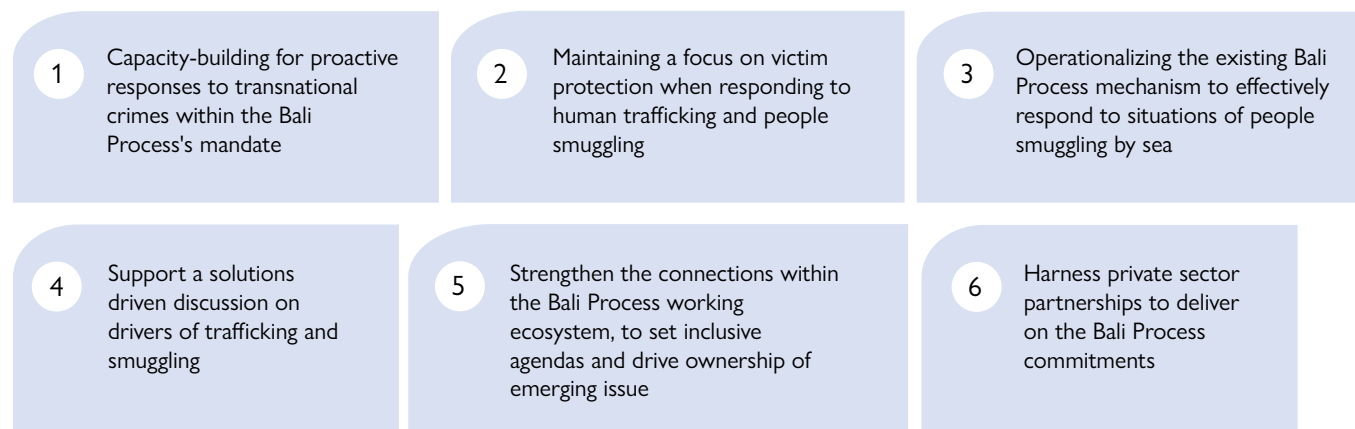 1
Capacity-building for proactive
responses to transnational
crimes within the Bali
Process's mandate
2
Maintaining a focus on victim
protection when responding to
human trafficking and people
smuggling
3
Operationalizing the existing Bali
Process mechanism to effectively
respond to situations of people
smuggling by sea
4
Support a solutions
driven discussion on
drivers of trafficking and
smuggling
5
Strengthen the connections within
the Bali Process working
ecosystem, to set inclusive
agendas and drive ownership of
emerging issue
6
Harness private sector
partnerships to deliver
on the Bali Process
commitments